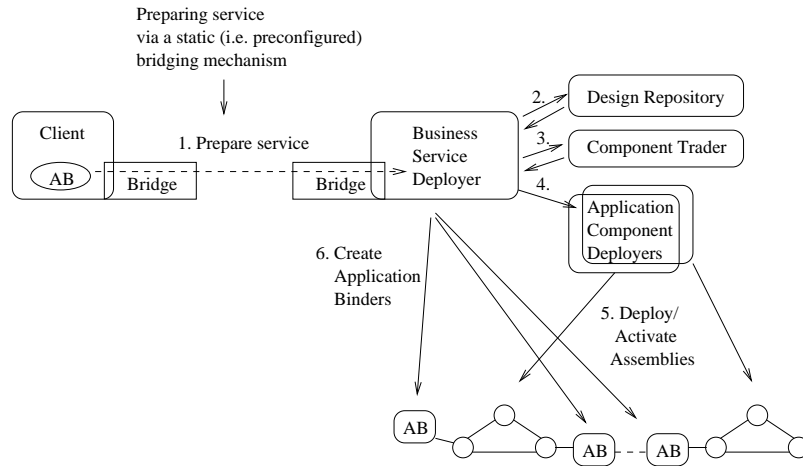 Preparing service
via a static (i.e. preconfigured)
bridging mechanism
Client
AB
Bridge
1. Prepare service
Bridge
Business
Service
Deployer
2.
Design Repository
3.
Component Trader
4.
Application
Component
Deployers
6. Create
Application
Binders
5. Deploy/
Activate
Assemblies
AB
AB
AB